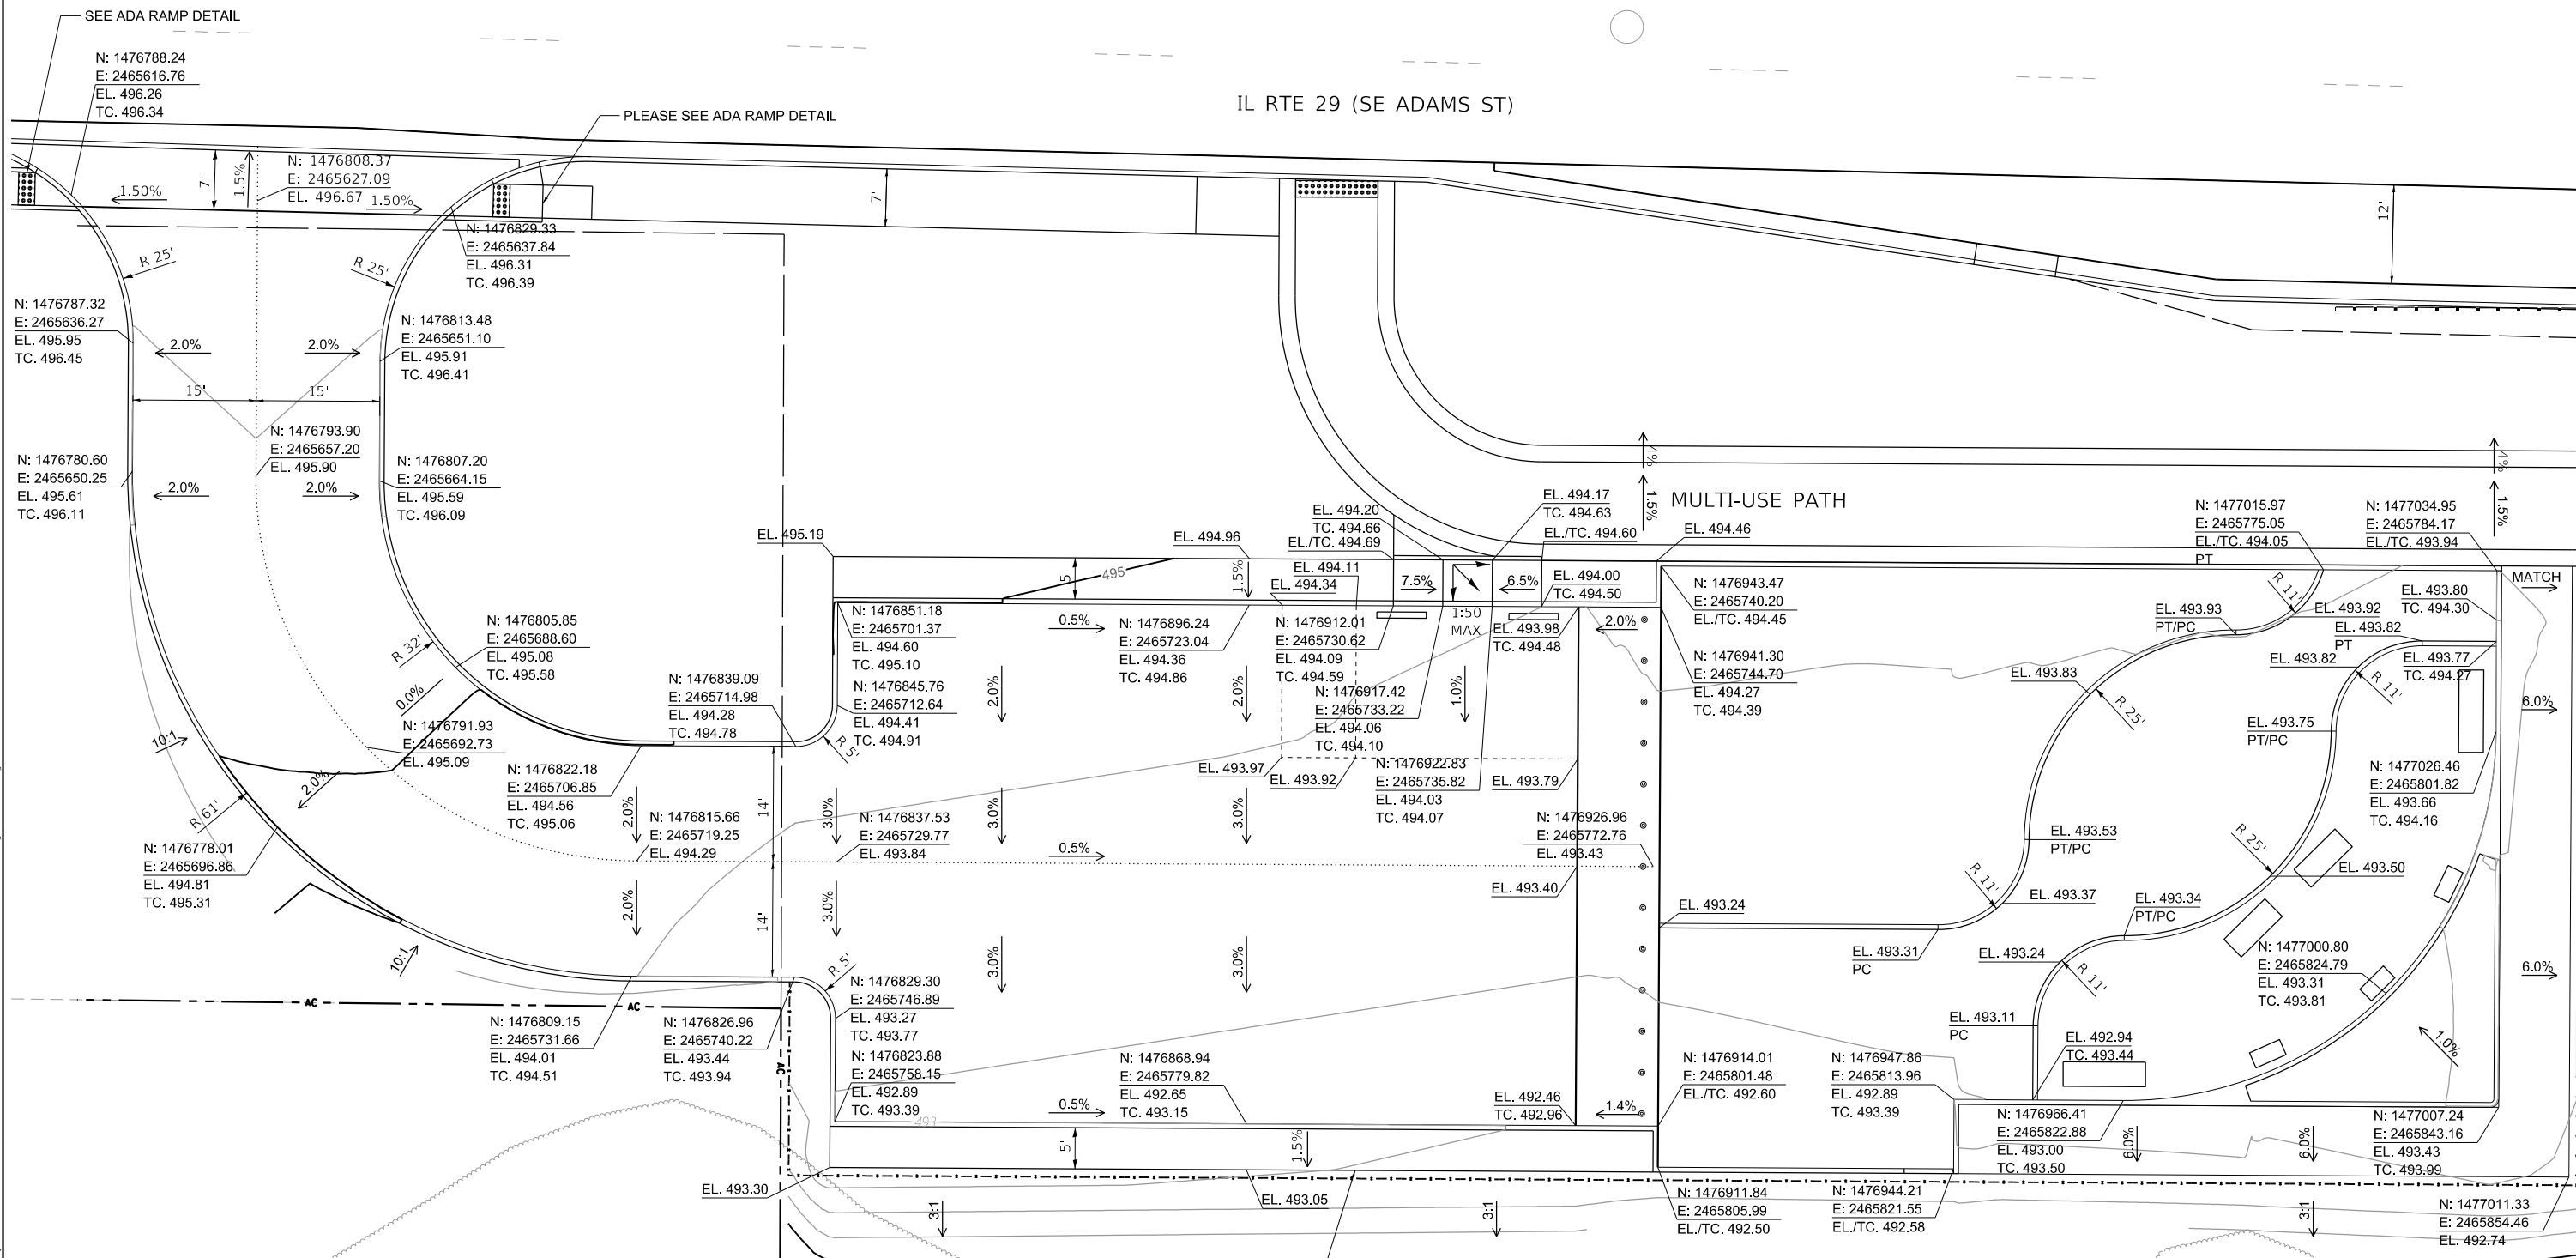 SEE ADA RAMP DETAIL
N: 1476788.24
E: 2465616.76
EL. 496.26
TC. 496.34
PLEASE SEE ADA RAMP DETAIL
IL RTE 29 (SE ADAMS ST)
7'
1.5%
N: 1476808.37
E: 2465627.09
EL. 496.67
1.50%
1.50%
7'
12'
N: 1476829.33
E: 2465637.84
EL. 496.31
TC. 496.39
R 25'
R 25'
N: 1476787.32
E: 2465636.27
EL. 495.95
TC. 496.45
N: 1476813.48
E: 2465651.10
EL. 495.91
TC. 496.41
2.0%
2.0%
15'
15'
N: 1476793.90
E: 2465657.20
EL. 495.90
N: 1476780.60
E: 2465650.25
EL. 495.61
TC. 496.11
N: 1476807.20
E: 2465664.15
EL. 495.59
TC. 496.09
2.0%
2.0%
4%
4%
1.5%
1.5%
MULTI-USE PATH
EL. 494.17
TC. 494.63
EL. 494.20
TC. 494.66
EL./TC. 494.69
EL./TC. 494.60
EL. 494.46
N: 1477015.97
E: 2465775.05
EL./TC. 494.05
PT
N: 1477034.95
E: 2465784.17
EL./TC. 493.94
EL. 495.19
EL. 494.96
5'
495
1.5%
EL. 494.11
EL. 494.34
7.5%
6.5%
1:50
MAX
EL. 494.00
TC. 494.50
MATCH
R 11'
N: 1476943.47
E: 2465740.20
EL./TC. 494.45
EL. 493.93
PT/PC
EL. 493.92
EL. 493.82
PT
EL. 493.80
TC. 494.30
N: 1476805.85
E: 2465688.60
EL. 495.08
TC. 495.58
N: 1476851.18
E: 2465701.37
EL. 494.60
TC. 495.10
0.5%
N: 1476896.24
E: 2465723.04
EL. 494.36
TC. 494.86
N: 1476912.01
E: 2465730.62
EL. 494.09
TC. 494.59
EL. 493.98
TC. 494.48
2.0%
R 32'
0.0%
N: 1476839.09
E: 2465714.98
EL. 494.28
TC. 494.78
N: 1476845.76
E: 2465712.64
EL. 494.41
TC. 494.91
2.0%
2.0%
N: 1476917.42
E: 2465733.22
EL. 494.06
TC. 494.10
1.0%
N: 1476941.30
E: 2465744.70
EL. 494.27
TC. 494.39
EL. 493.83
EL. 493.82
EL. 493.77
TC. 494.27
R 11'
R 25'
6.0%
10:1
N: 1476791.93
E: 2465692.73
EL. 495.09
R 5'
EL. 493.75
PT/PC
2.0%
N: 1476822.18
E: 2465706.85
EL. 494.56
TC. 495.06
EL. 493.97
EL. 493.92
N: 1476922.83
E: 2465735.82
EL. 494.03
TC. 494.07
EL. 493.79
N: 1477026.46
E: 2465801.82
EL. 493.66
TC. 494.16
R 61'
2.0%
N: 1476815.66
E: 2465719.25
EL. 494.29
14'
3.0%
N: 1476837.53
E: 2465729.77
EL. 493.84
3.0%
0.5%
3.0%
N: 1476926.96
E: 2465772.76
EL. 493.43
EL. 493.53
PT/PC
R 25'
N: 1476778.01
E: 2465696.86
EL. 494.81
TC. 495.31
EL. 493.50
EL. 493.40
R 11'
2.0%
14'
3.0%
EL. 493.24
EL. 493.37
EL. 493.34
PT/PC
10:1
R 5'
3.0%
3.0%
EL. 493.31
PC
EL. 493.24
R 11'
N: 1477000.80
E: 2465824.79
EL. 493.31
TC. 493.81
6.0%
AC
AC
AC
N: 1476829.30
E: 2465746.89
EL. 493.27
TC. 493.77
N: 1476809.15
E: 2465731.66
EL. 494.01
TC. 494.51
N: 1476826.96
E: 2465740.22
EL. 493.44
TC. 493.94
EL. 493.11
PC
EL. 492.94
TC. 493.44
1.0%
N: 1476823.88
E: 2465758.15
EL. 492.89
TC. 493.39
N: 1476868.94
E: 2465779.82
EL. 492.65
TC. 493.15
0.5%
EL. 492.46
TC. 492.96
1.4%
N: 1476914.01
E: 2465801.48
EL./TC. 492.60
N: 1476947.86
E: 2465813.96
EL. 492.89
TC. 493.39
N: 1476966.41
E: 2465822.88
EL. 493.00
TC. 493.50
6.0%
6.0%
N: 1477007.24
E: 2465843.16
EL. 493.43
TC. 493.99
5'
1.5%
EL. 493.30
EL. 493.05
3:1
3:1
N: 1476911.84
E: 2465805.99
EL./TC. 492.50
N: 1476944.21
E: 2465821.55
EL./TC. 492.58
3:1
N: 1477011.33
E: 2465854.46
EL. 492.74